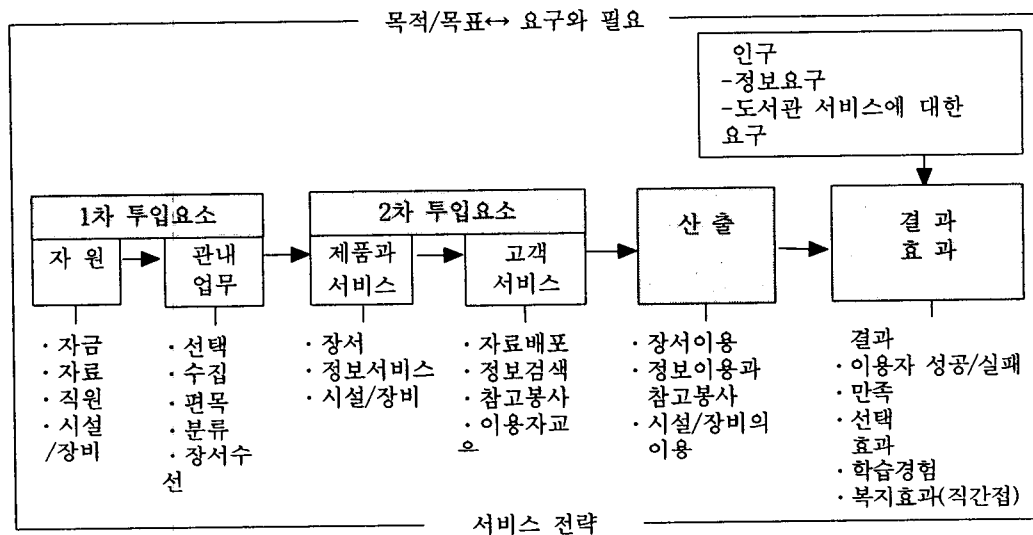 목적/목표↔ 요구와 필요
인구
-정보요구
-도서관 서비스에 대한
요구
1차 투입요소
자 원
관내
업무
2차 투입요소
제품과
서비스
고객
서비스
산 출
결 과
효 과
· 자금
· 자료
· 직원
· 시설
/장비
· 선택
· 수집
· 편목
· 분류
· 장서수
선
· 장서
· 정보서비스
· 시설/장비
· 자료배포
· 정보검색
· 참고봉사
· 이용자교
· 장서이용
· 정보이용과
참고봉사
· 시설/장비의
이용
결과
· 이용자 성공/실패
· 만족
· 선택
효과
· 학습경험
· 복지효과(직간접)
서비스 전략